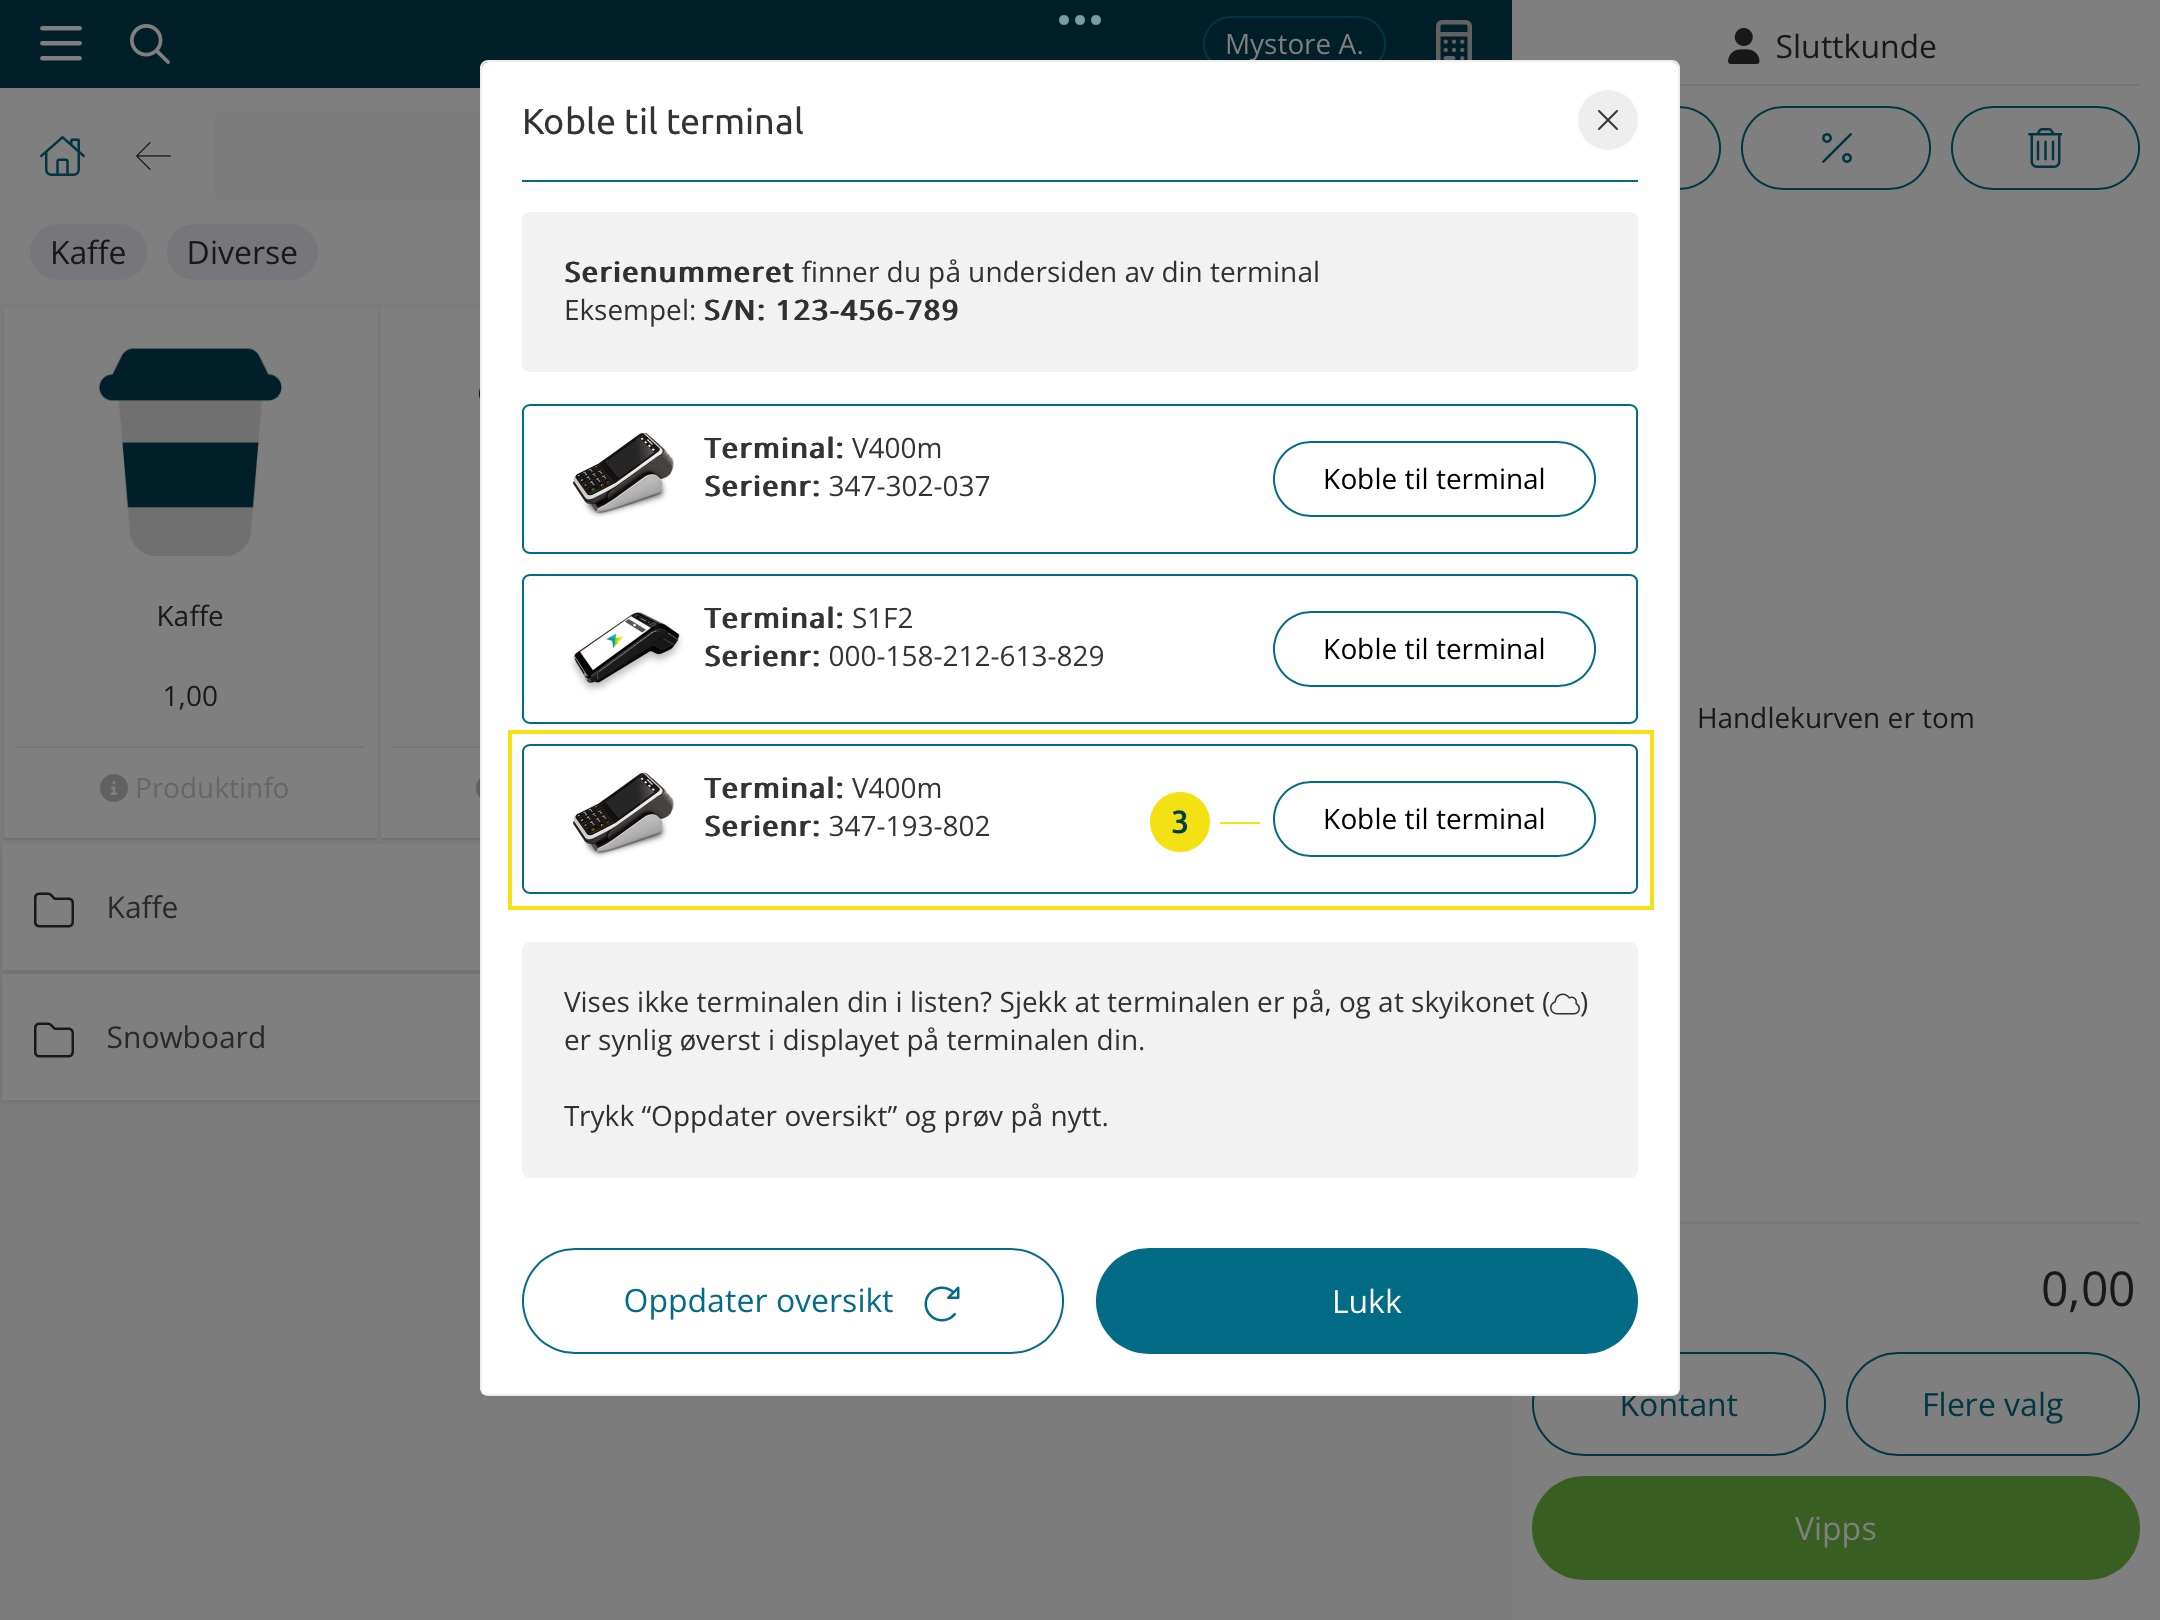 Mystore A.
Sluttkunde
Koble til terminal
Kaffe
Diverse
Serienummeret finner du på undersiden av din terminal
Eksempel: S/N: 123-456-789
Terminal: V400m
Serienr: 347-302-037
Koble til terminal
Terminal: S1F2
Serienr: 000-158-212-613-829
Koble til terminal
Kaffe
1,00
Produktinfo
Handlekurven er tom
Terminal: V400m
Serienr: 347-193-802
3
Koble til terminal
Kaffe
Snowboard
Vises ikke terminalen din i listen? Sjekk at terminalen er på, og at skyikonet ()
er synlig øverst i displayet på terminalen din.
Trykk “Oppdater oversikt” og prøv på nytt.
Oppdater oversikt
Lukk
0,00
Kontant
Flere valg
Vipps